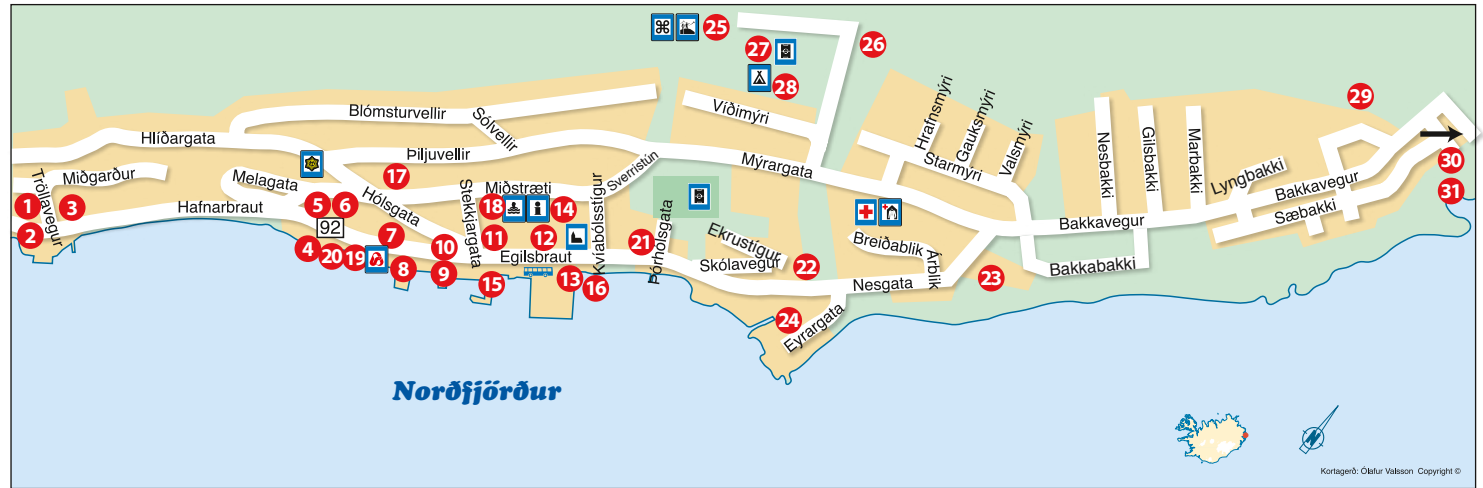 25
26
27
28
29
Blómsturvellir
Sólvellir
Víðimýri
Hrafnsmýri
Gauksmýri
Valsmýri
Hlíðargata
Þiljuvellir
Mýrargata
Starmýri
Nesbakki
Gilsbakki
Marbakki
Lyngbakki
30
31
Tröllavegur
Miðgarður
Melagata
17
Hólsgata
Stekkjargata
Miðstræti
Sverristún
Bakkavegur
Bakkavegur
Sæbakki
1
2
3
Hafnarbraut
5
6
92
7
10
18
14
11
12
Kvíabólsstígur
21
Þórhólsgata
Ekrustígur
Skólavegur
22
Breiðablik
Árblik
Nesgata
23
Bakkabakki
4
20
19
8
9
15
Egilsbraut
13
16
24
Eyrargata
Norðfjörður
N
Kortagerð: Ólafur Valsson Copyright ©